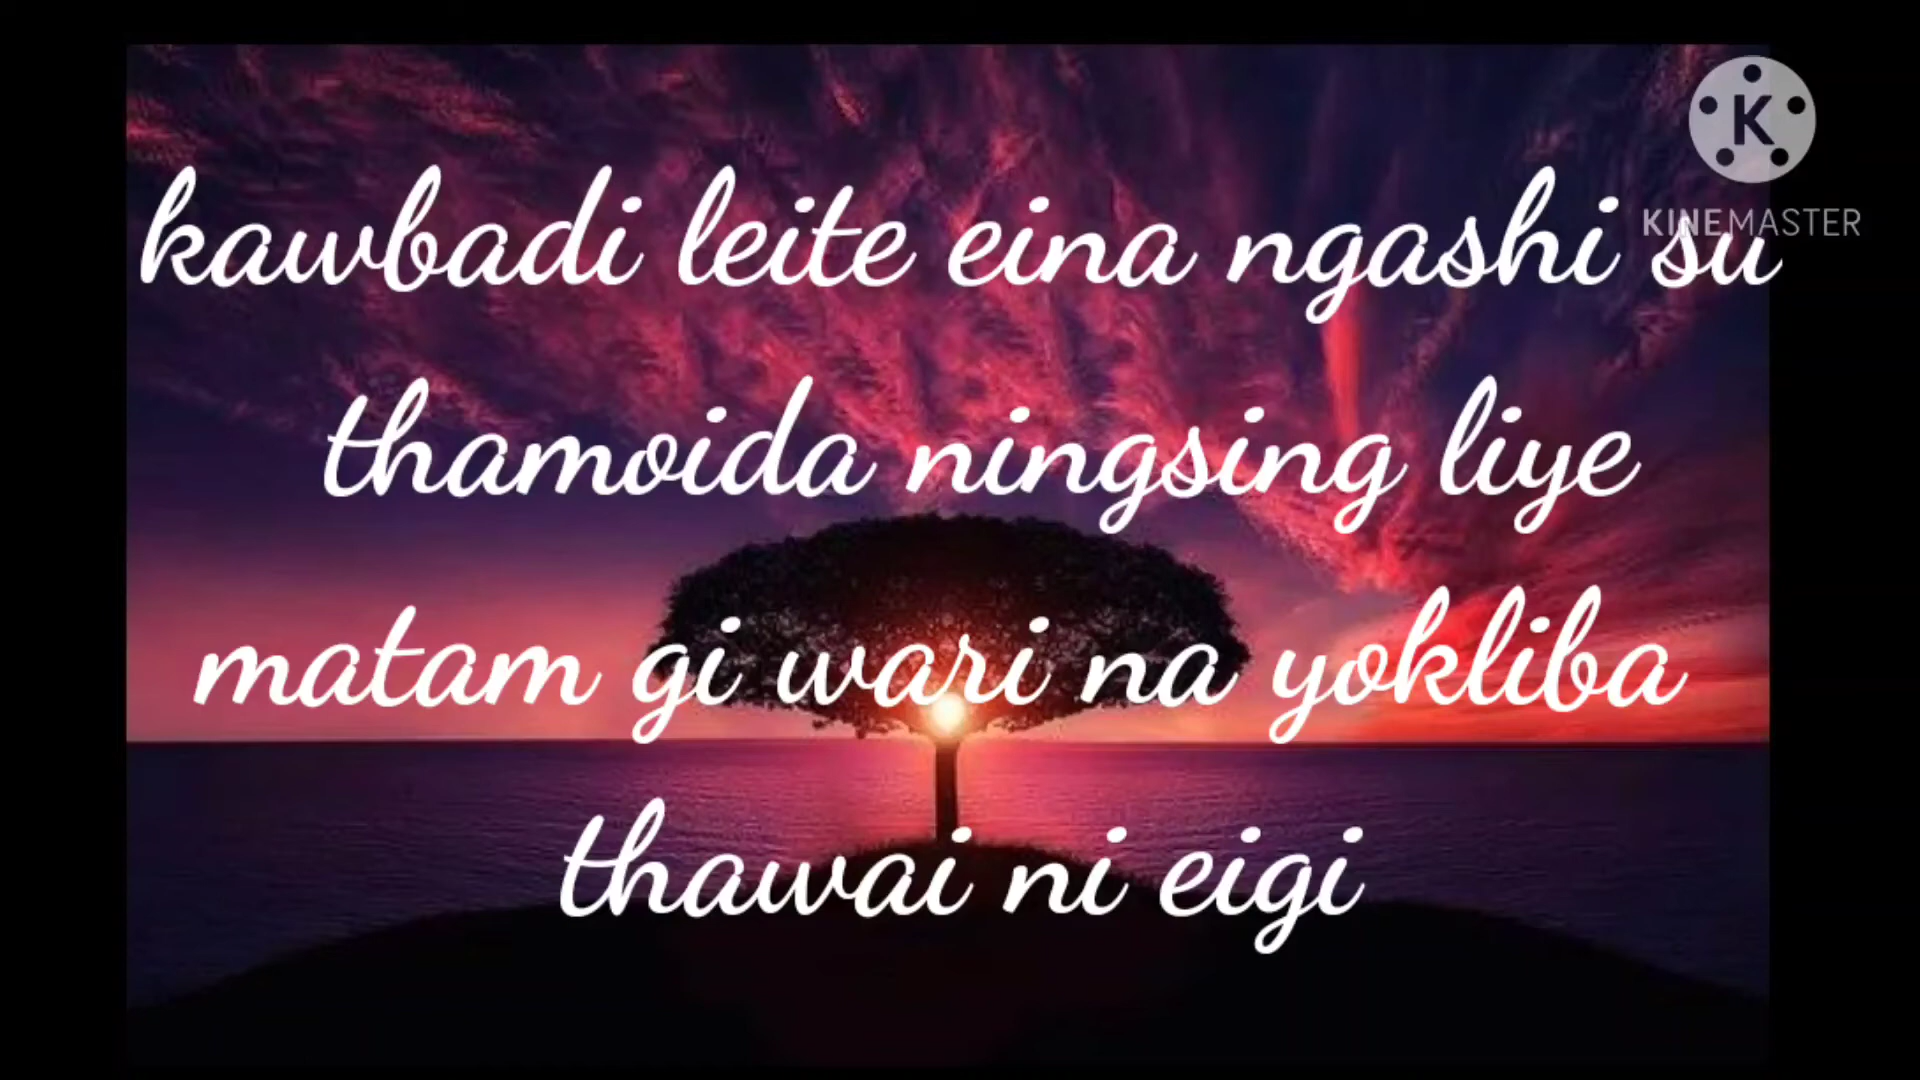 kawbadi leite eina ngashi su
thamoida ningsing liye
matam gi wari na yokliba
thawai ni eigi
K
KINEMASTER